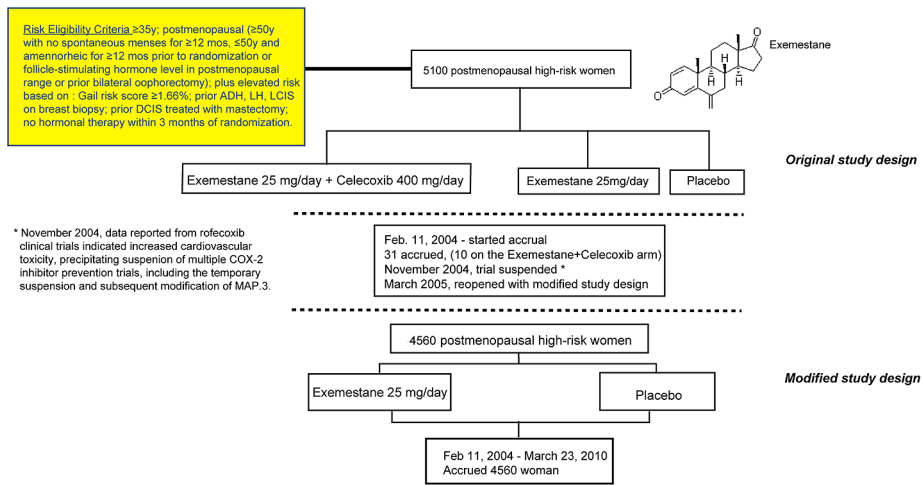 Risk Eligibility Criteria ≥35y; postmenopausal (≥50y
with no spontaneous menses for ≥12 mos, ≤50y and
amennorheic for ≥12 mos prior to randomization or
follicle-stimulating hormone level in postmenopausal
range or prior bilateral oophorectomy); plus elevated risk
based on : Gail risk score ≥1.66%; prior ADH, LH, LCIS
on breast biopsy; prior DCIS treated with mastectomy;
no hormonal therapy within 3 months of randomization.
5100 postmenopausal high-risk women
O
O
H
H
H
Exemestane
Original study design
Exemestane 25 mg/day + Celecoxib 400 mg/day
Exemestane 25mg/day
Placebo
* November 2004, data reported from rofecoxib
clinical trials indicated increased cardiovascular
toxicity, precipitating suspenion of multiple COX-2
inhibitor prevention trials, including the temporary
suspension and subsequent modification of MAP.3.
Feb. 11, 2004 - started accrual
31 accrued, (10 on the Exemestane+Celecoxib arm)
November 2004, trial suspended *
March 2005, reopened with modified study design
4560 postmenopausal high-risk women
Modified study design
Exemestane 25 mg/day
Placebo
Feb 11, 2004 - March 23, 2010
Accrued 4560 woman